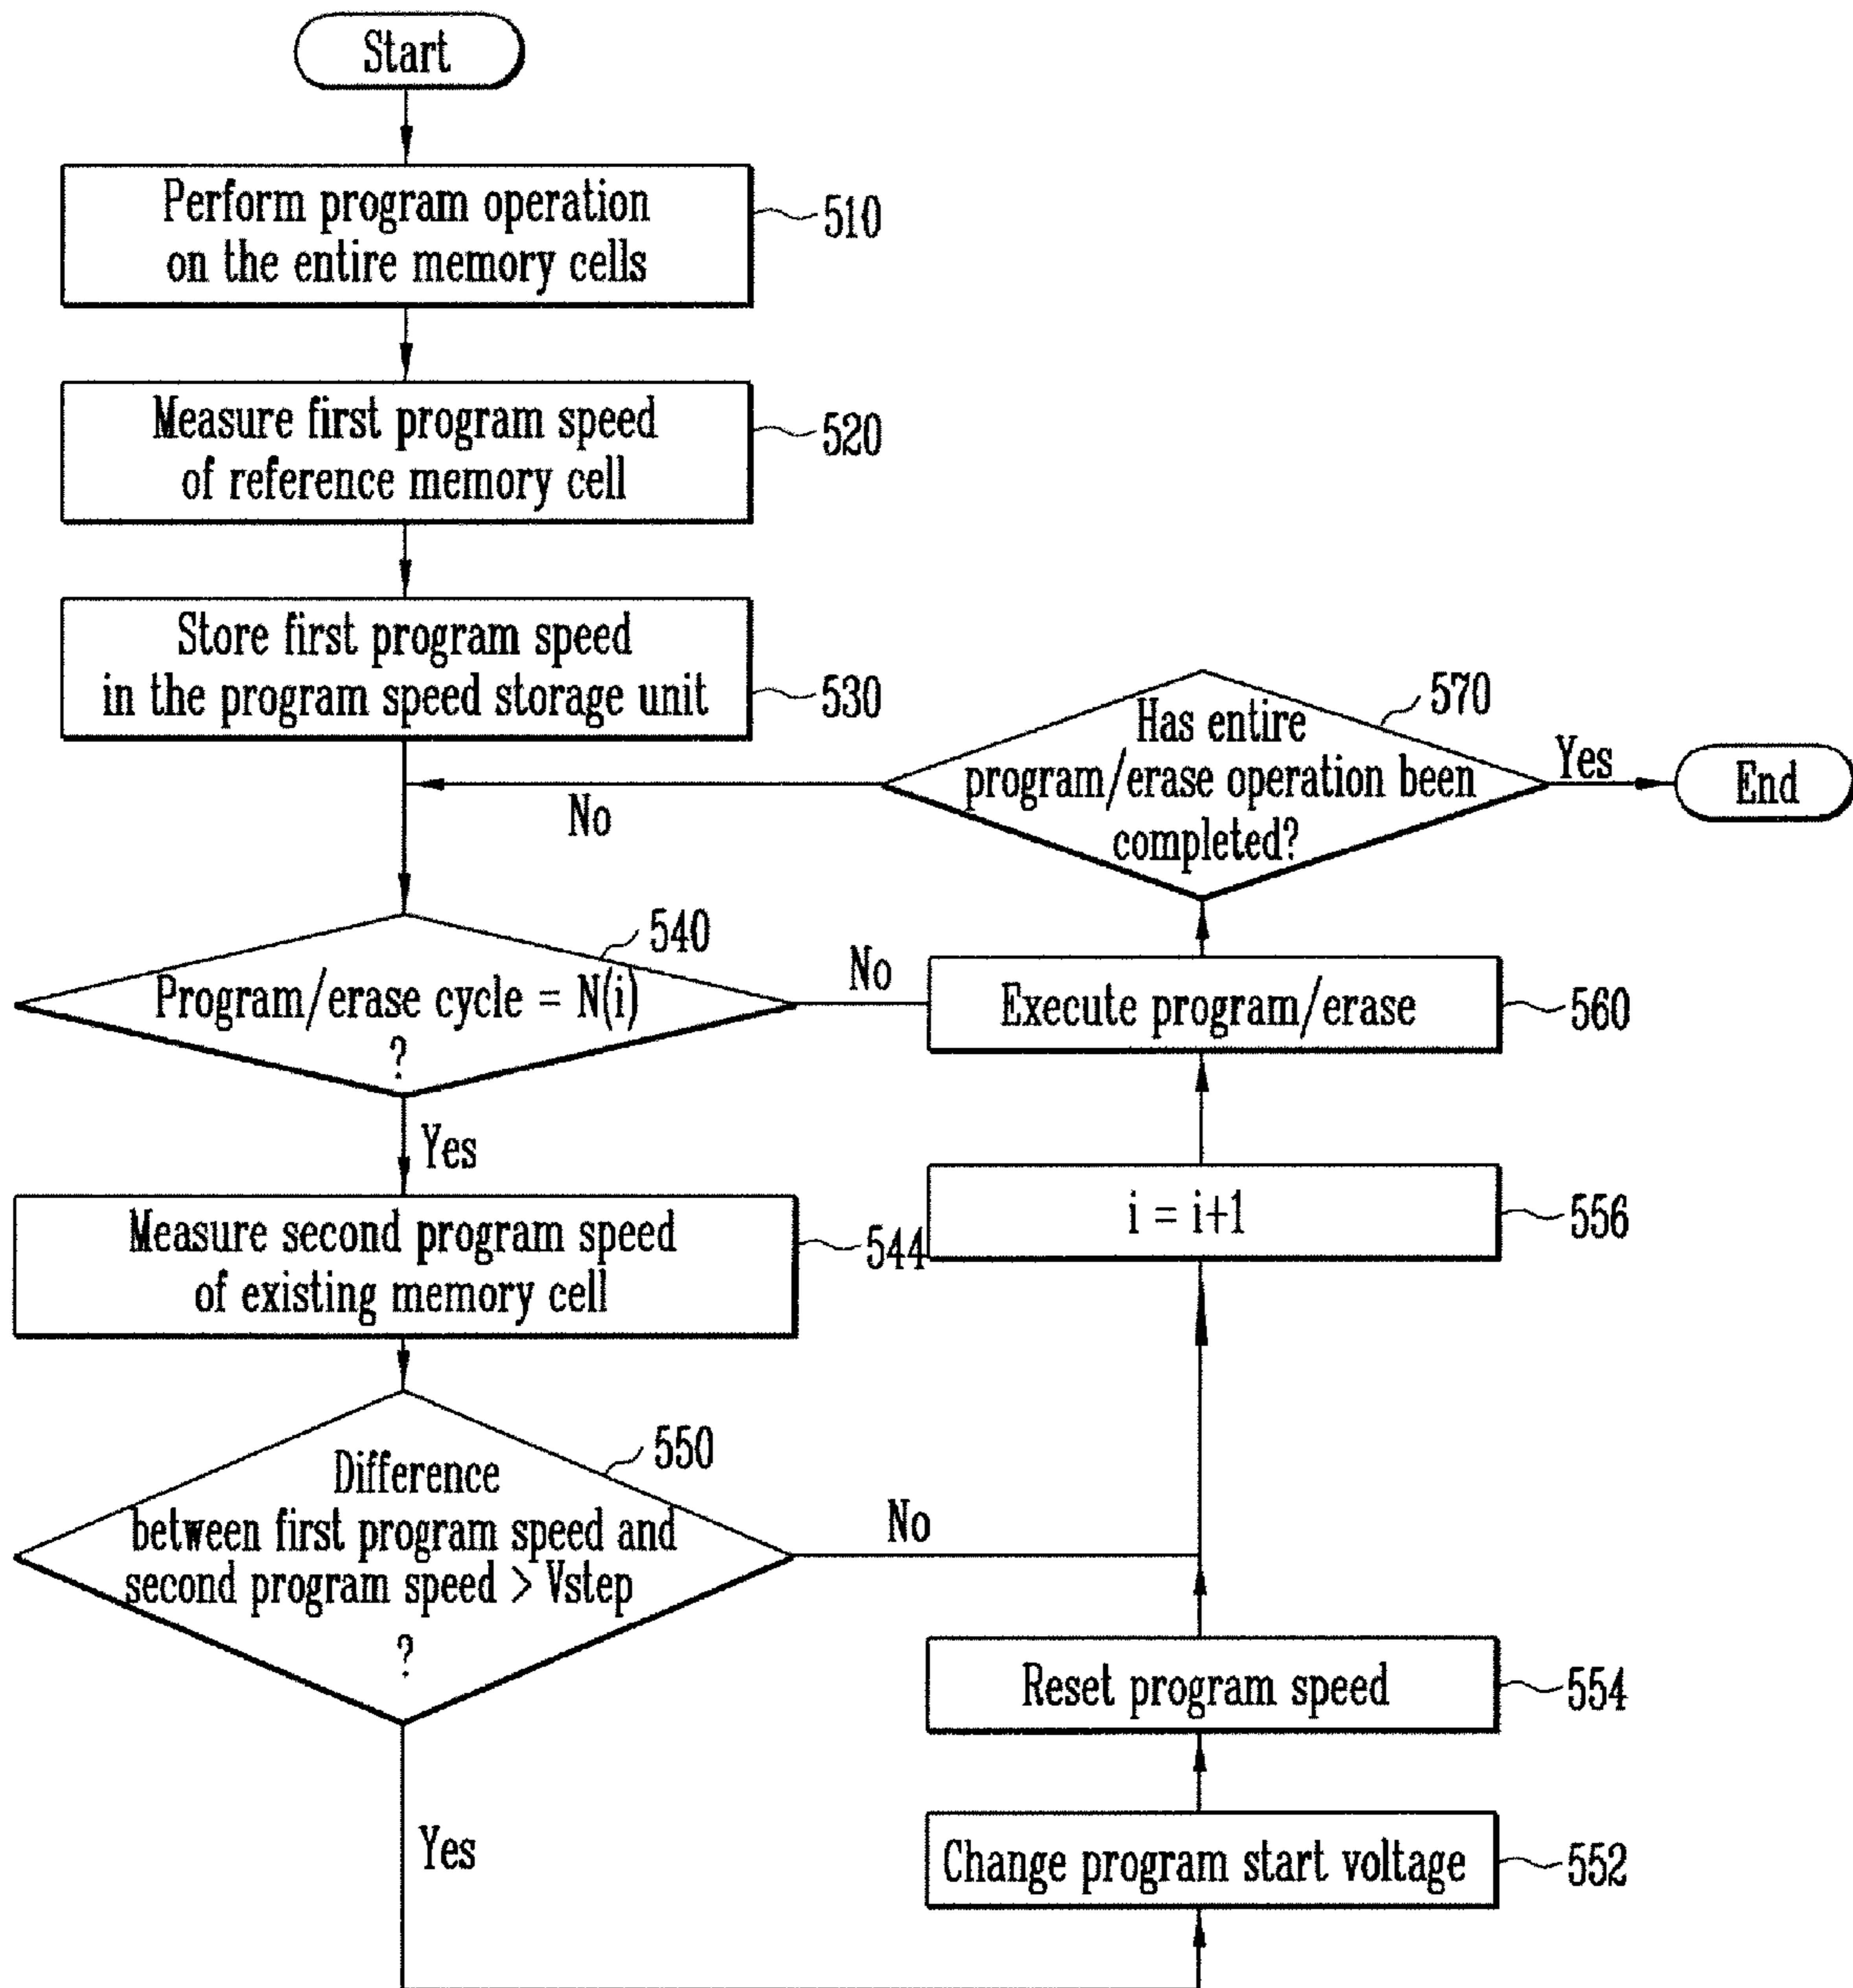 Start
Perform program operation
on the entire memory cells
510
Measure first program speed
of reference memory cell
520
Store first program speed
in the program speed storage unit
530
Has entire
program/erase operation been
completed?
570
Yes
End
No
Program/erase cycle = N(i)
?
540
No
Execute program/erase
560
Yes
Measure second program speed
of existing memory cell
544
i = i+1
556
Difference
between first program speed and
second program speed > Vstep
?
550
No
Reset program speed
554
Yes
Change program start voltage
552